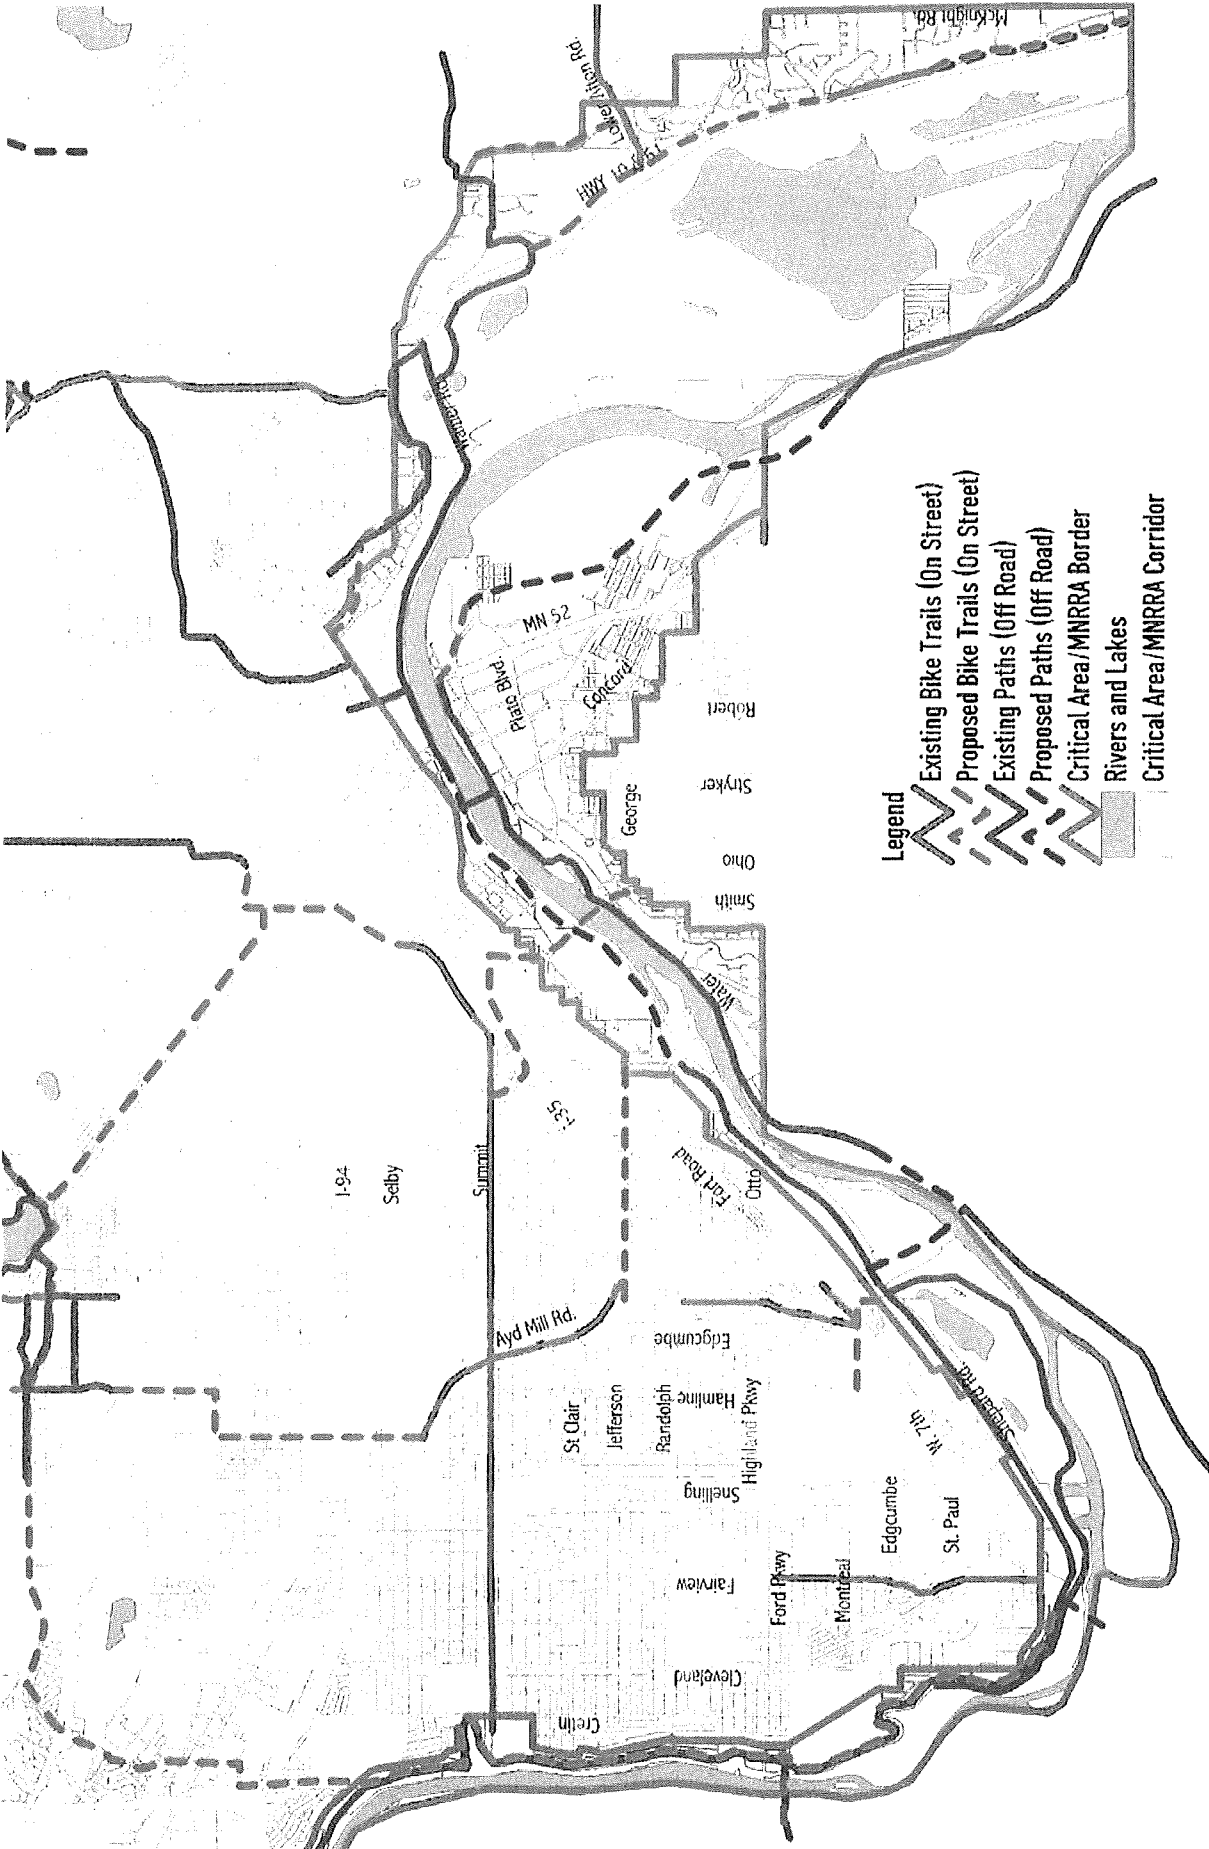 McKnight Rd.
Lower Afton Rd.
HWY 10 & 61
Warner Rd.
MN 52
Plato Blvd.
Concord
Robert
Stryker
George
Ohio
Smith
Water
I-35
I-94
Selby
Summit
Fort Road
Otto
Ayd Mill Rd.
Edgcumbe
St Clair
Jefferson
Randolph
Hamline
Highland Pkwy
Snelling
W. 7th
Shepard Rd.
Edgcumbe
St. Paul
Fairview
Ford Pkwy
Montreal
Cleveland
Cretin
Legend
Existing Bike Trails (On Street)
Proposed Bike Trails (On Street)
Existing Paths (Off Road)
Proposed Paths (Off Road)
Critical Area/MNRRA Border
Rivers and Lakes
Critical Area/MNRRA Corridor